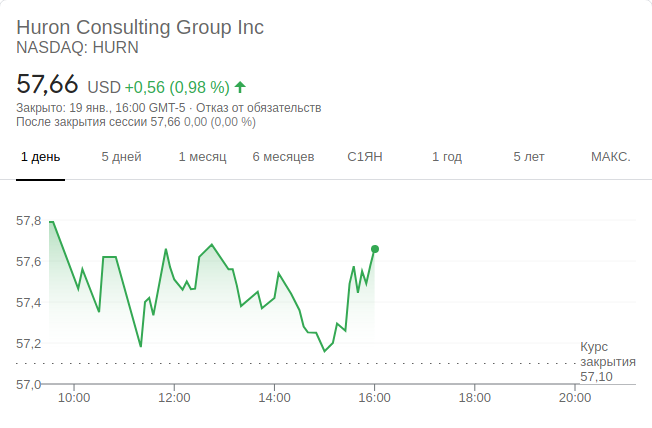 Huron Consulting Group Inc
NASDAQ: HURN
57,66 USD +0,56 (0,98 %)
Закрыто: 19 янв., 16:00 GMT-5 · Отказ от обязательств
После закрытия сессии 57,66 0,00 (0,00 %)
1 день 5 дней 1 месяц 6 месяцев С1ЯН 1 год 5 лет МАКС.
57,8
57,6
57,4
57,2
Курс
закрытия
57,10
57,0
10:00 12:00 14:00 16:00 18:00 20:00